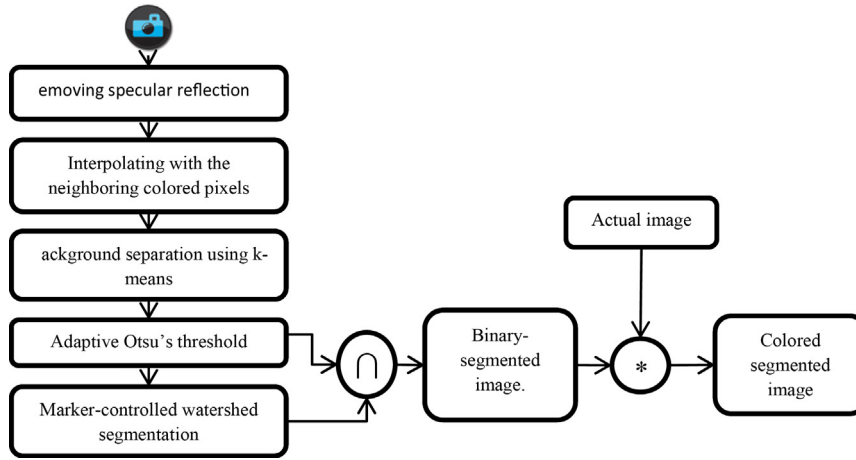 emoving specular reflection
Interpolating with the
neighboring colored pixels
ackground separation using k-
means
Adaptive Otsu's threshold
Marker-controlled watershed
segmentation
∩
Binary-
segmented
image.
Actual image
*
Colored
segmented
image